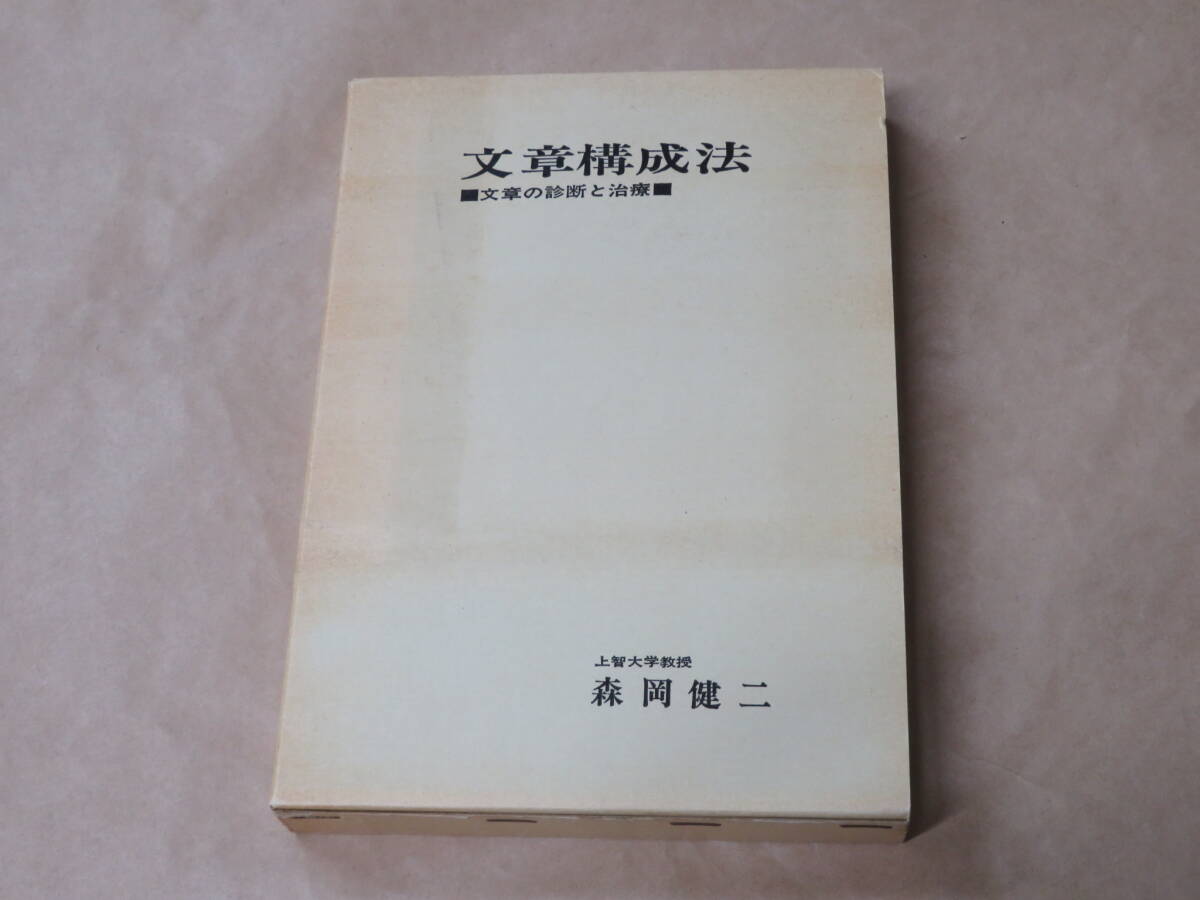 文章構成法
■文章の診断と治療■
上智大学教授
森岡健二